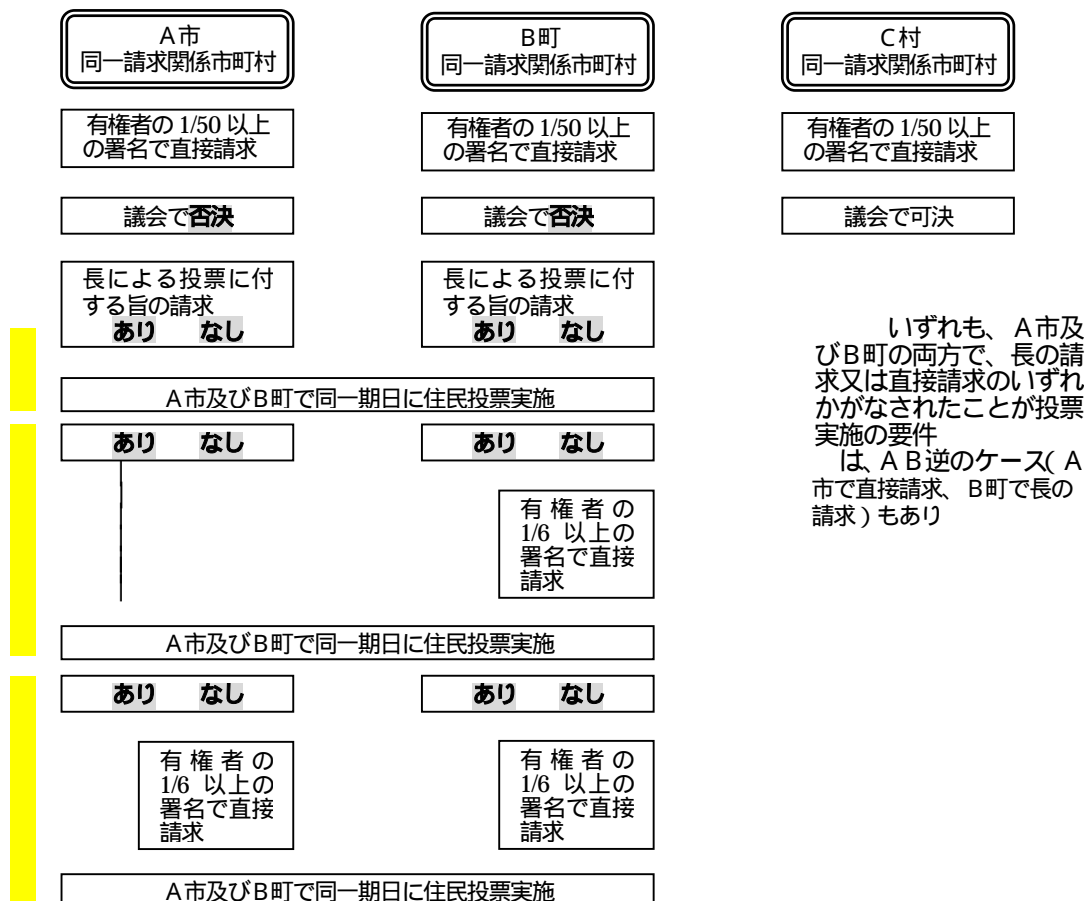 A市
同一請求関係市町村
B町
同一請求関係市町村
C村
同一請求関係市町村
有権者の 1/50 以上
の署名で直接請求
有権者の 1/50 以上
の署名で直接請求
有権者の 1/50 以上
の署名で直接請求
議会で否決
議会で否決
議会で可決
長による投票に付
する旨の請求
あり なし
長による投票に付
する旨の請求
あり なし
A市及びB町で同一期日に住民投票実施
いずれも、A市及
びB町の両方で、長の請
求又は直接請求のいずれ
かがなされたことが投票
実施の要件
は、AB逆のケース(A
市で直接請求、B町で長の
請求)もあり
あり なし
あり なし
有権者の
1/6 以上の
署名で直接
請求
A市及びB町で同一期日に住民投票実施
あり なし
あり なし
有権者の
1/6 以上の
署名で直接
請求
有権者の
1/6 以上の
署名で直接
請求
A市及びB町で同一期日に住民投票実施